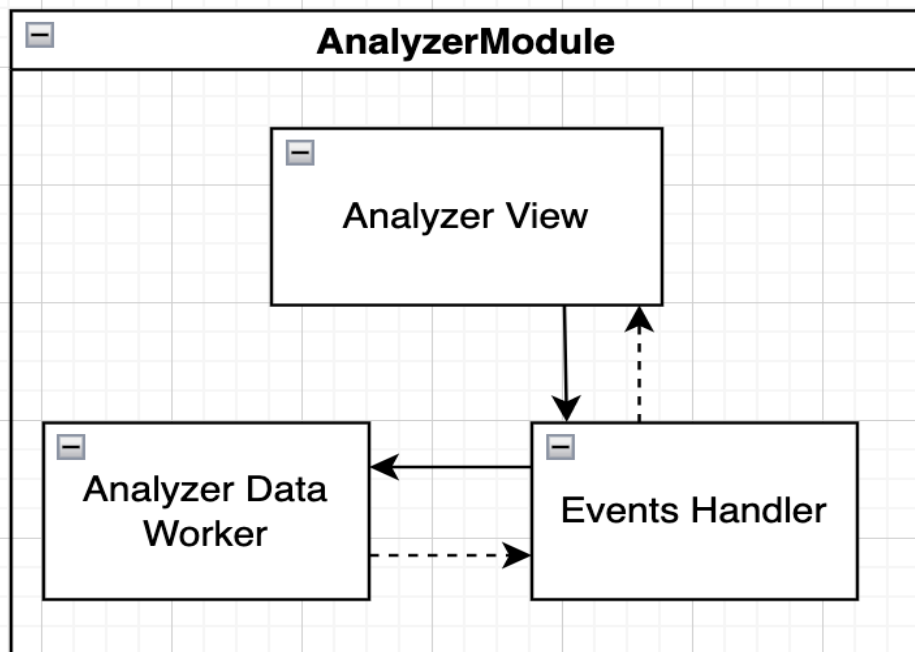 AnalyzerModule
Analyzer View
Analyzer Data
Worker
Events Handler